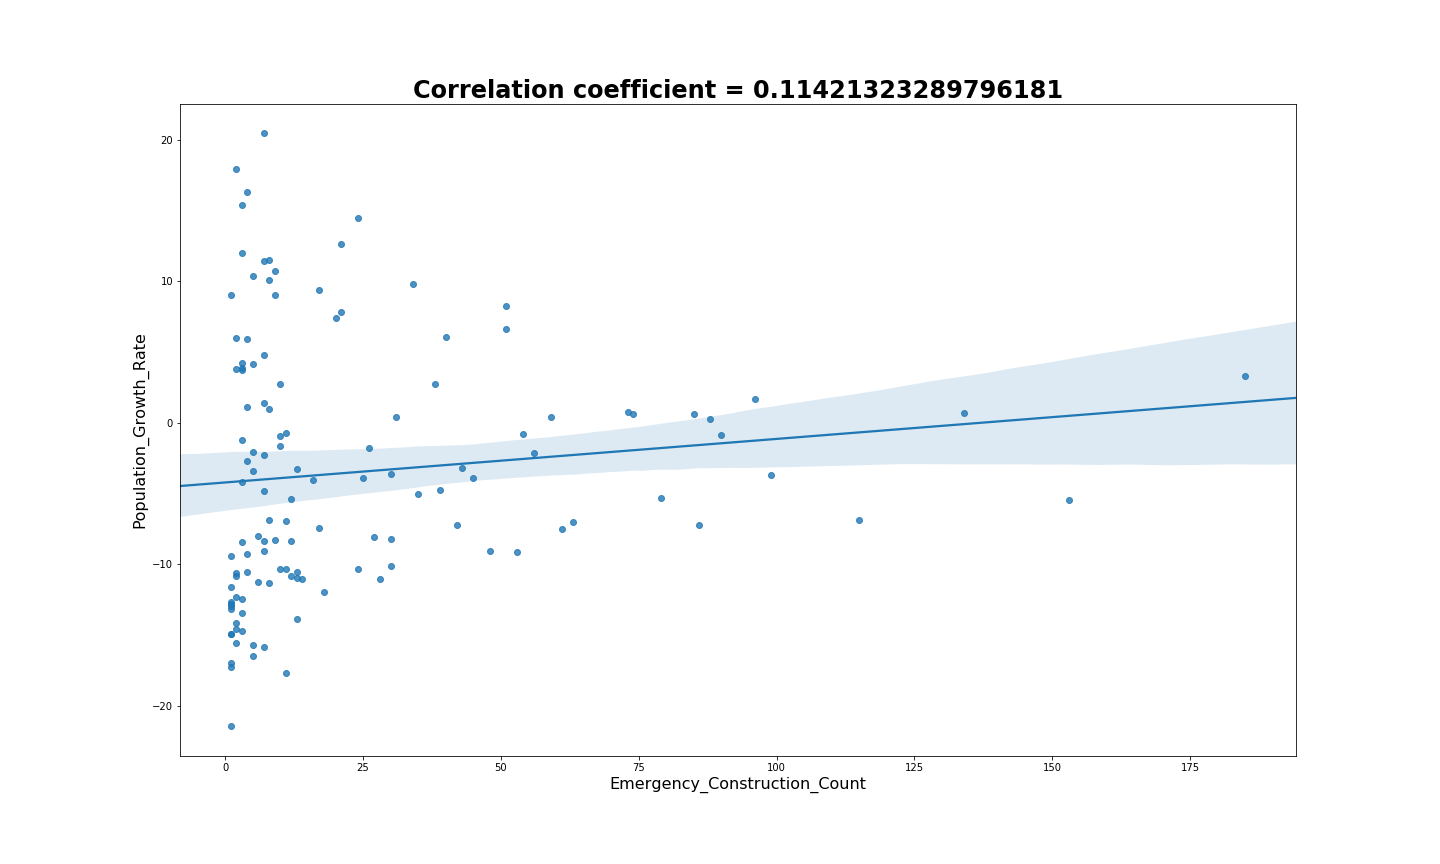 Correlation coefficient = 0.11421323289796181
20
10
0
−10
−20
Population_Growth_Rate
0 25 50 75 100 125 150 175
Emergency_Construction_Count